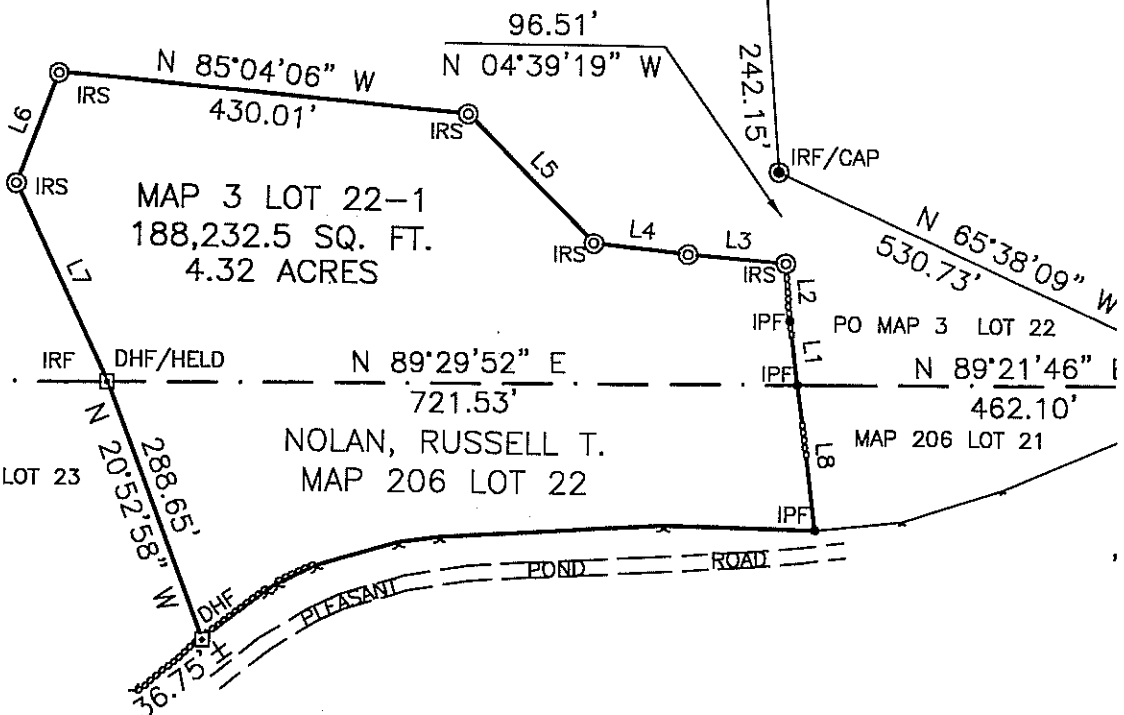 96.51'
N 04°39'19" W
242.15'
N 85°04'06" W
430.01'
IRS
IRS
L6
L5
IRS
IRF/CAP
MAP 3 LOT 22-1
188,232.5 SQ. FT.
4.32 ACRES
N 65°38'09" W
530.73'
L4
L3
IRS
IRS
L7
L2
IPF
PO MAP 3 LOT 22
L1
IRF
DHF/HELD
N 89°29'52" E
721.53'
IPF
N 89°21'46"
462.10'
NOLAN, RUSSELL T.
MAP 206 LOT 22
MAP 206 LOT 21
L8
LOT 23
288.65'
N 20°52'58" W
IPF
DHF
PLEASANT POND ROAD
36.75' ±